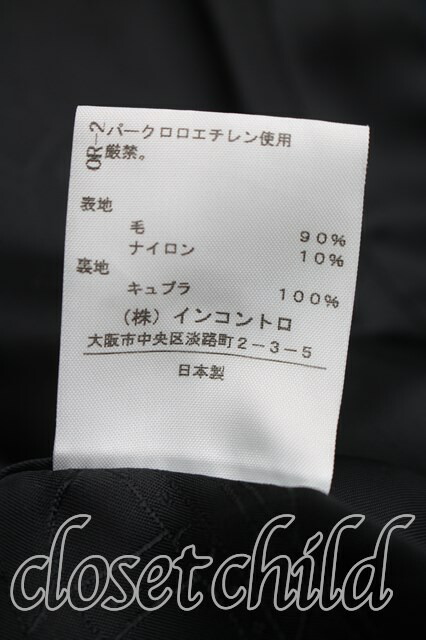 OR-2
パークロロエチレン使用
厳禁。
表地
毛 90%
ナイロン 10%
裏地
キュプラ 100%
(株)インコントロ
大阪市中央区淡路町2-3-5
日本製
closetchild